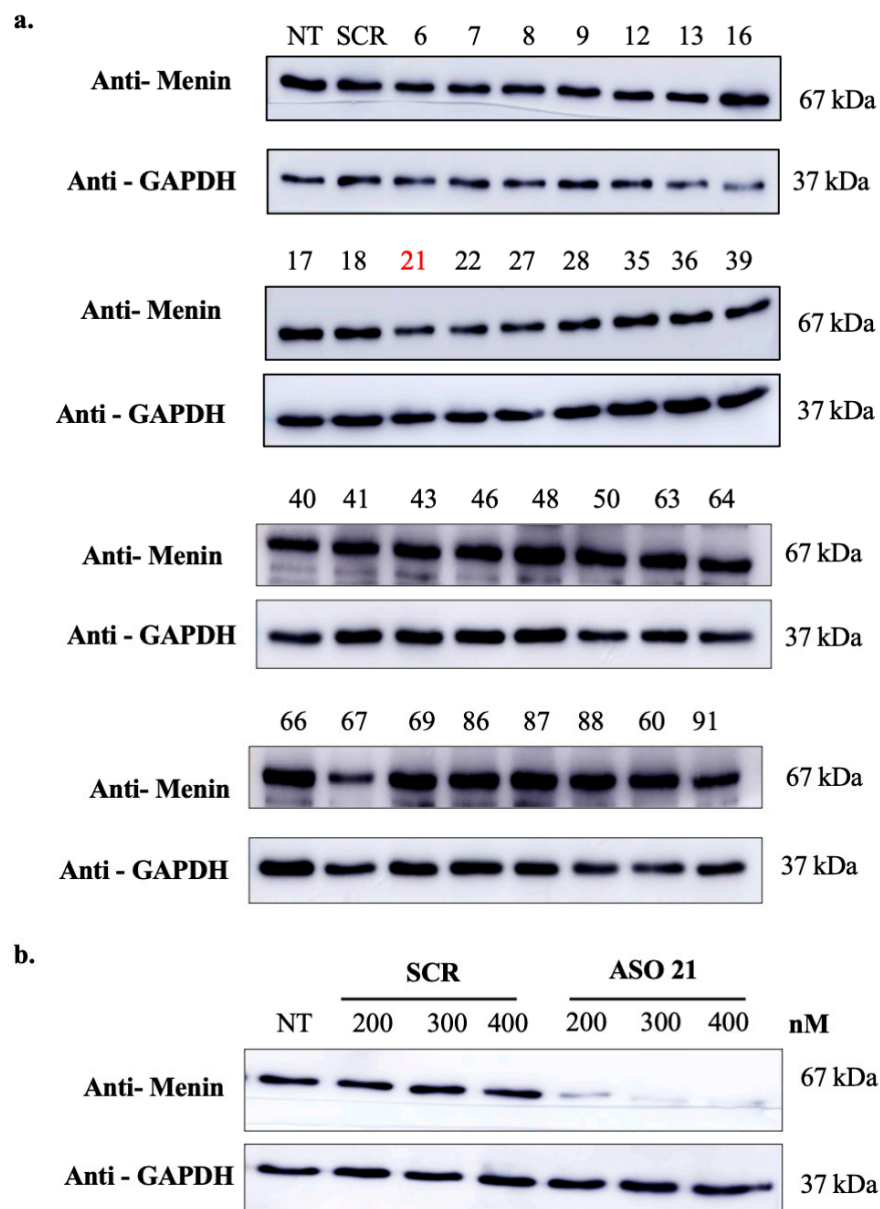 a.
NT SCR 6 7 8 9 12 13 16
Anti- Menin 67 kDa
Anti - GAPDH 37 kDa
17 18 21 22 27 28 35 36 39
Anti- Menin 67 kDa
Anti - GAPDH 37 kDa
40 41 43 46 48 50 63 64
Anti- Menin 67 kDa
Anti - GAPDH 37 kDa
66 67 69 86 87 88 60 91
Anti- Menin 67 kDa
Anti - GAPDH 37 kDa
b.
SCR ASO 21
NT 200 300 400 200 300 400 nM
Anti- Menin 67 kDa
Anti - GAPDH 37 kDa